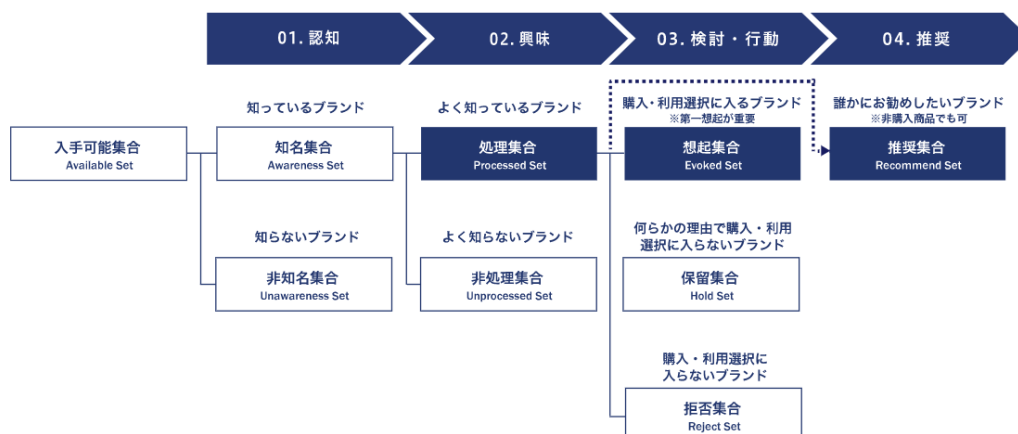 01. 認知
02. 興味
03. 検討・行動
04. 推奨
知っているブランド
よく知っているブランド
購入・利用選択に入るブランド
※第一想起が重要
誰かにお勧めしたいブランド
※非購入商品でも可
入手可能集合
Available Set
知名集合
Awareness Set
処理集合
Processed Set
想起集合
Evoked Set
推奨集合
Recommend Set
知らないブランド
よく知らないブランド
何らかの理由で購入・利用
選択に入らないブランド
非知名集合
Unawareness Set
非処理集合
Unprocessed Set
保留集合
Hold Set
購入・利用選択に
入らないブランド
拒否集合
Reject Set